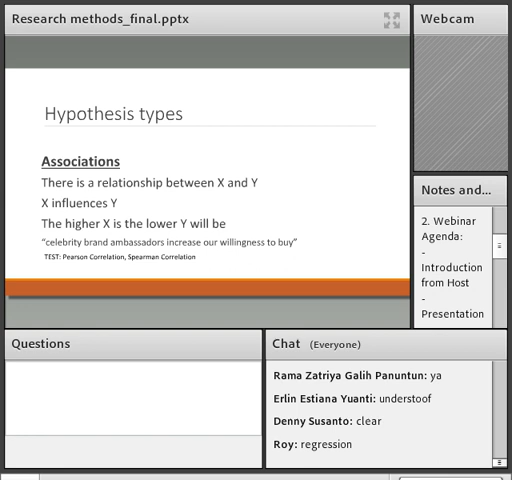 Research methods_final.pptx
Webcam
Hypothesis types
Associations
There is a relationship between X and Y
X influences Y
The higher X is the lower Y will be
“celebrity brand ambassadors increase our willingness to buy”
TEST: Pearson Correlation, Spearman Correlation
Notes and...
2. Webinar
Agenda:
-
Introduction
from Host
-
Presentation
Questions
Chat (Everyone)
Rama Zatriya Galih Panuntun: ya
Erlin Estiana Yuanti: understoof
Denny Susanto: clear
Roy: regression